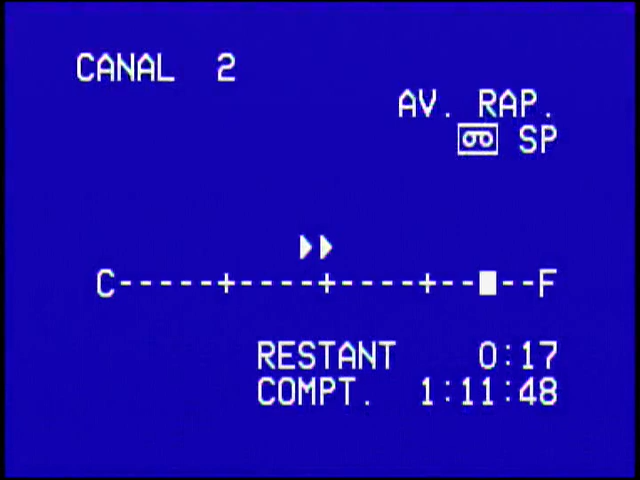 CANAL 2
AV. RAP.
SP
C-----+----+----+--■--F
RESTANT 0:17
COMPT. 1:11:48